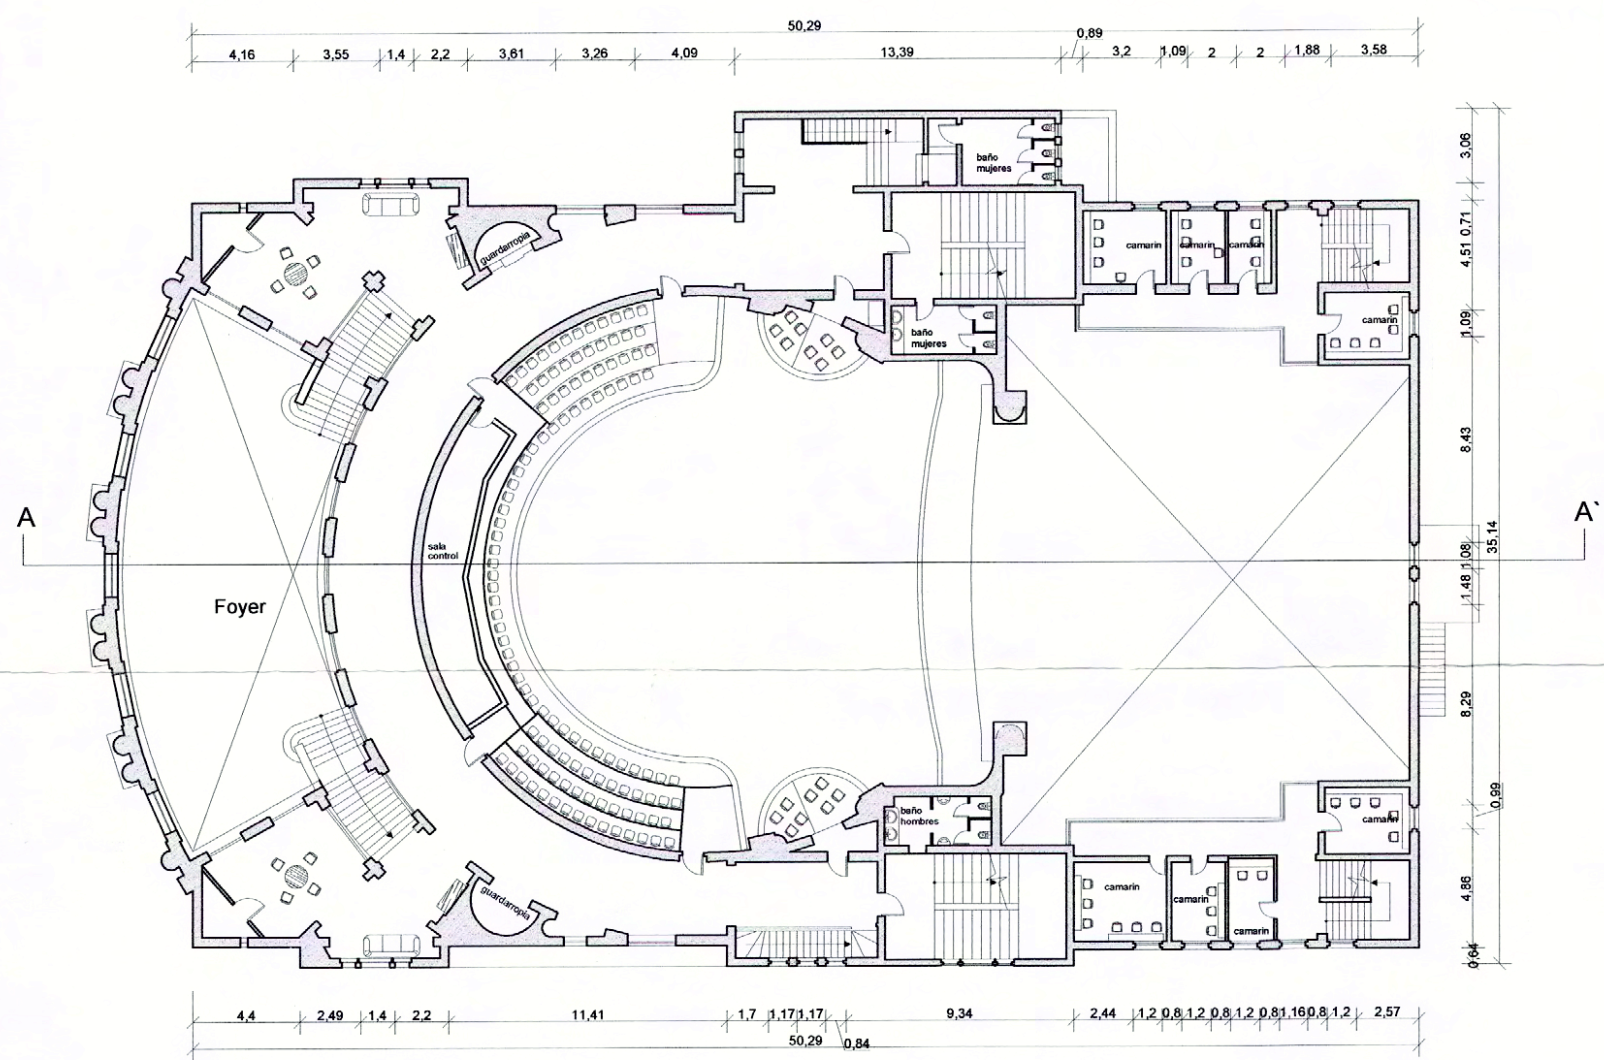 50,29
0,89
4,16 3,55 1,4 2,2 3,61 3,26 4,09 13,39 3,2 1,09 2 2 1,88 3,58
baño
mujeres
3,06
0,71
4,51
guardarropia
camarin camarin camarin
camarin
1,09
baño
mujeres
8,43
A
A`
35,14
sala
control
1,08
1,48
Foyer
8,29
0,99
baño
hombres
camarin
4,86
guardarropia
camarin
camarin
camarin
0,64
4,4 2,49 1,4 2,2 11,41 1,7 1,17 1,17 9,34 2,44 1,2 0,8 1,2 0,8 1,2 0,8 1,16 0,8 1,2 2,57
50,29 0,84